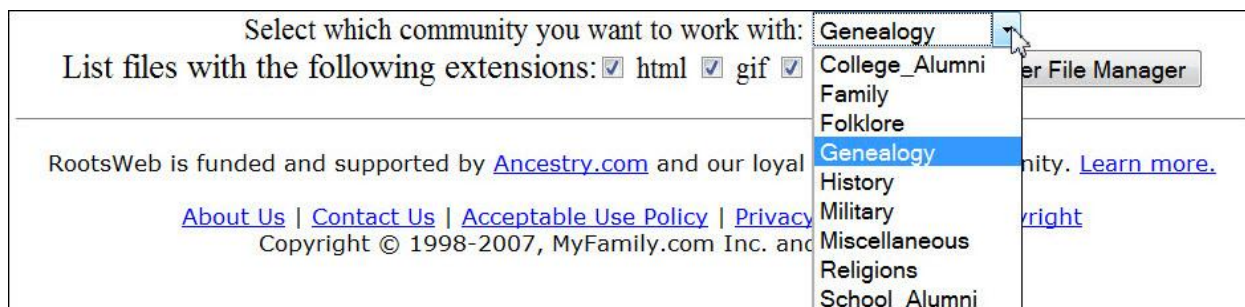 Select which community you want to work with: Genealogy
List files with the following extensions: html gif er File Manager
College_Alumni
Family
Folklore
Genealogy
History
Military
Miscellaneous
Religions
School_Alumni
RootsWeb is funded and supported by Ancestry.com and our loyal nity. Learn more.
About Us | Contact Us | Acceptable Use Policy | Privacy right
Copyright © 1998-2007, MyFamily.com Inc. and